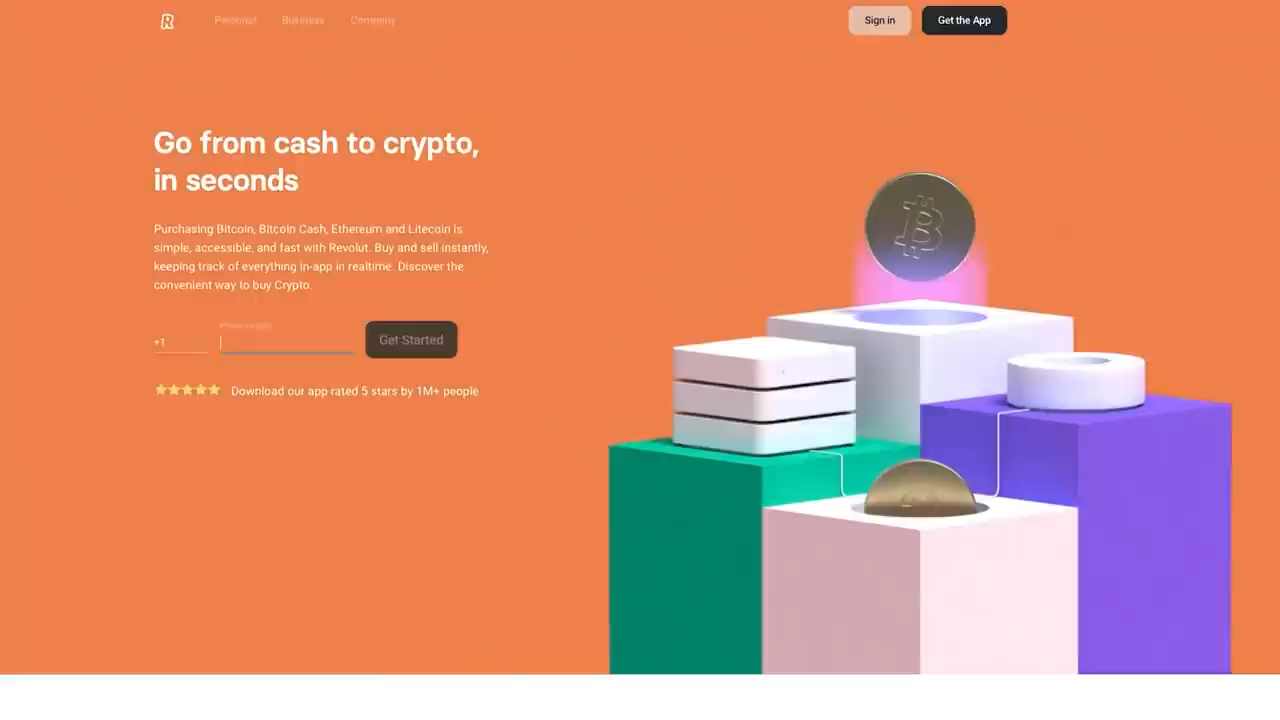 R
Personal
Business
Company
Sign in
Get the App
Go from cash to crypto,
in seconds
Purchasing Bitcoin, Bitcoin Cash, Ethereum and Litecoin is
simple, accessible, and fast with Revolut. Buy and sell instantly,
keeping track of everything in-app in realtime. Discover the
convenient way to buy Crypto.
+1
Get Started
Download our app rated 5 stars by 1M+ people